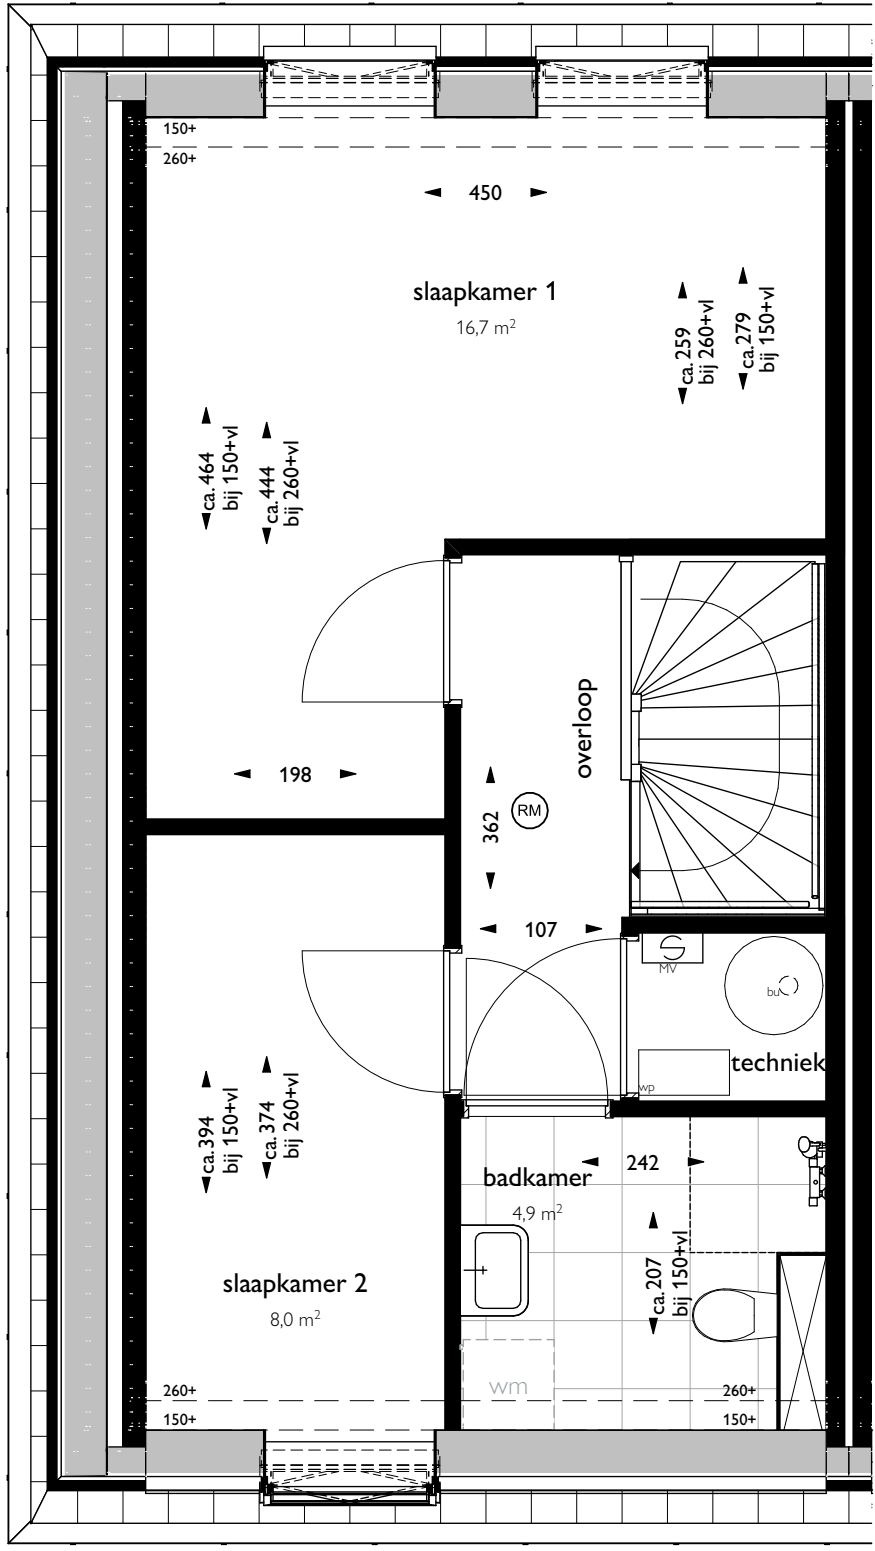 150+
260+
450
slaapkamer 1
16,7 m²
ca. 259
bij 260+vl
ca. 279
bij 150+vl
ca. 464
bij 150+vl
ca. 444
bij 260+vl
overloop
198
362
RM
107
MV
bu
techniek
wp
ca. 394
bij 150+vl
ca. 374
bij 260+vl
242
badkamer
4,9 m²
ca. 207
bij 150+vl
slaapkamer 2
8,0 m²
wm
260+
150+
260+
150+